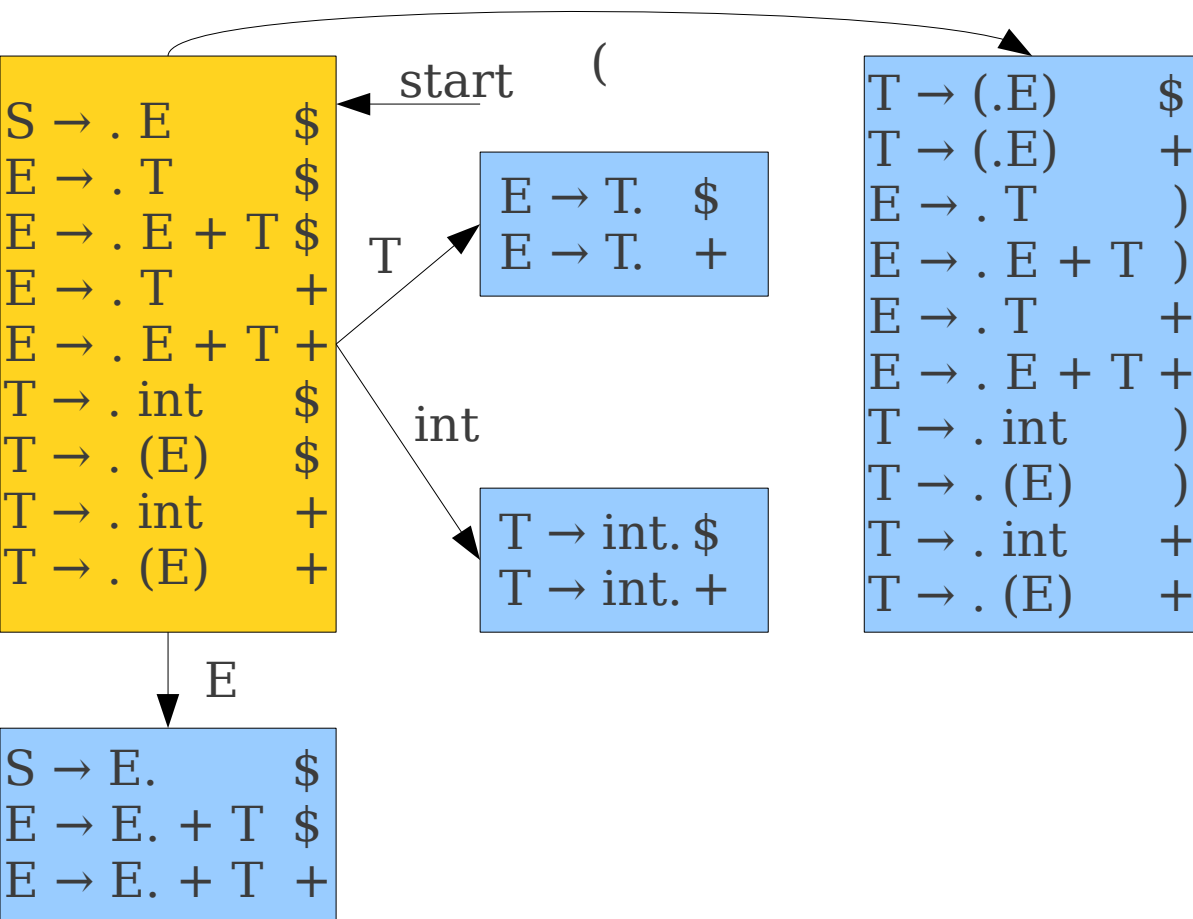 start
(
S → . E $
E → . T $
E → . E + T $
E → . T +
E → . E + T +
T → . int $
T → . (E) $
T → . int +
T → . (E) +
T
E → T. $
E → T. +
int
T → int. $
T → int. +
T → (.E) $
T → (.E) +
E → . T )
E → . E + T )
E → . T +
E → . E + T +
T → . int )
T → . (E) )
T → . int +
T → . (E) +
E
S → E. $
E → E. + T $
E → E. + T +